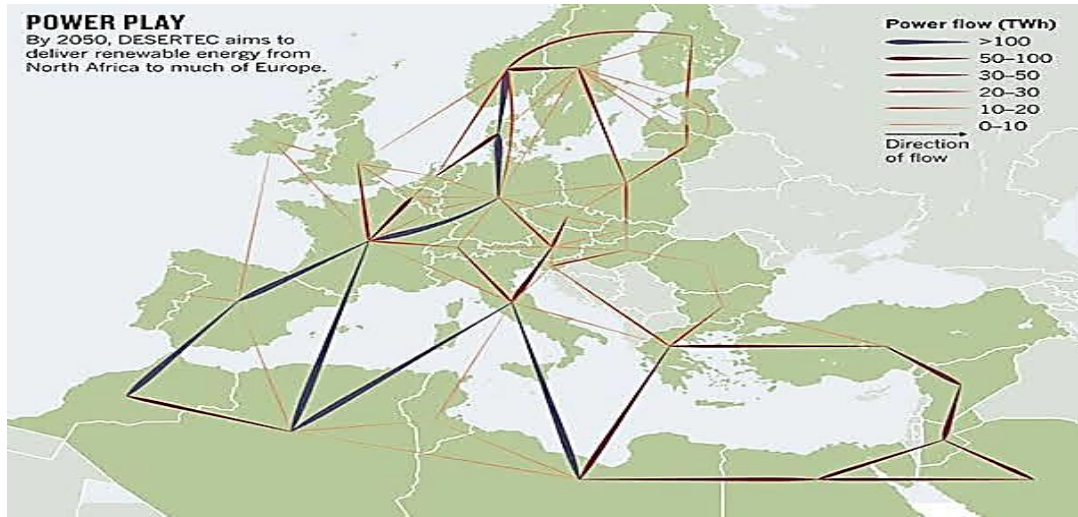 POWER PLAY
By 2050, DESERTEC aims to
deliver renewable energy from
North Africa to much of Europe.
Power flow (TWh)
>100
50–100
30–50
20–30
10–20
0–10
Direction
of flow